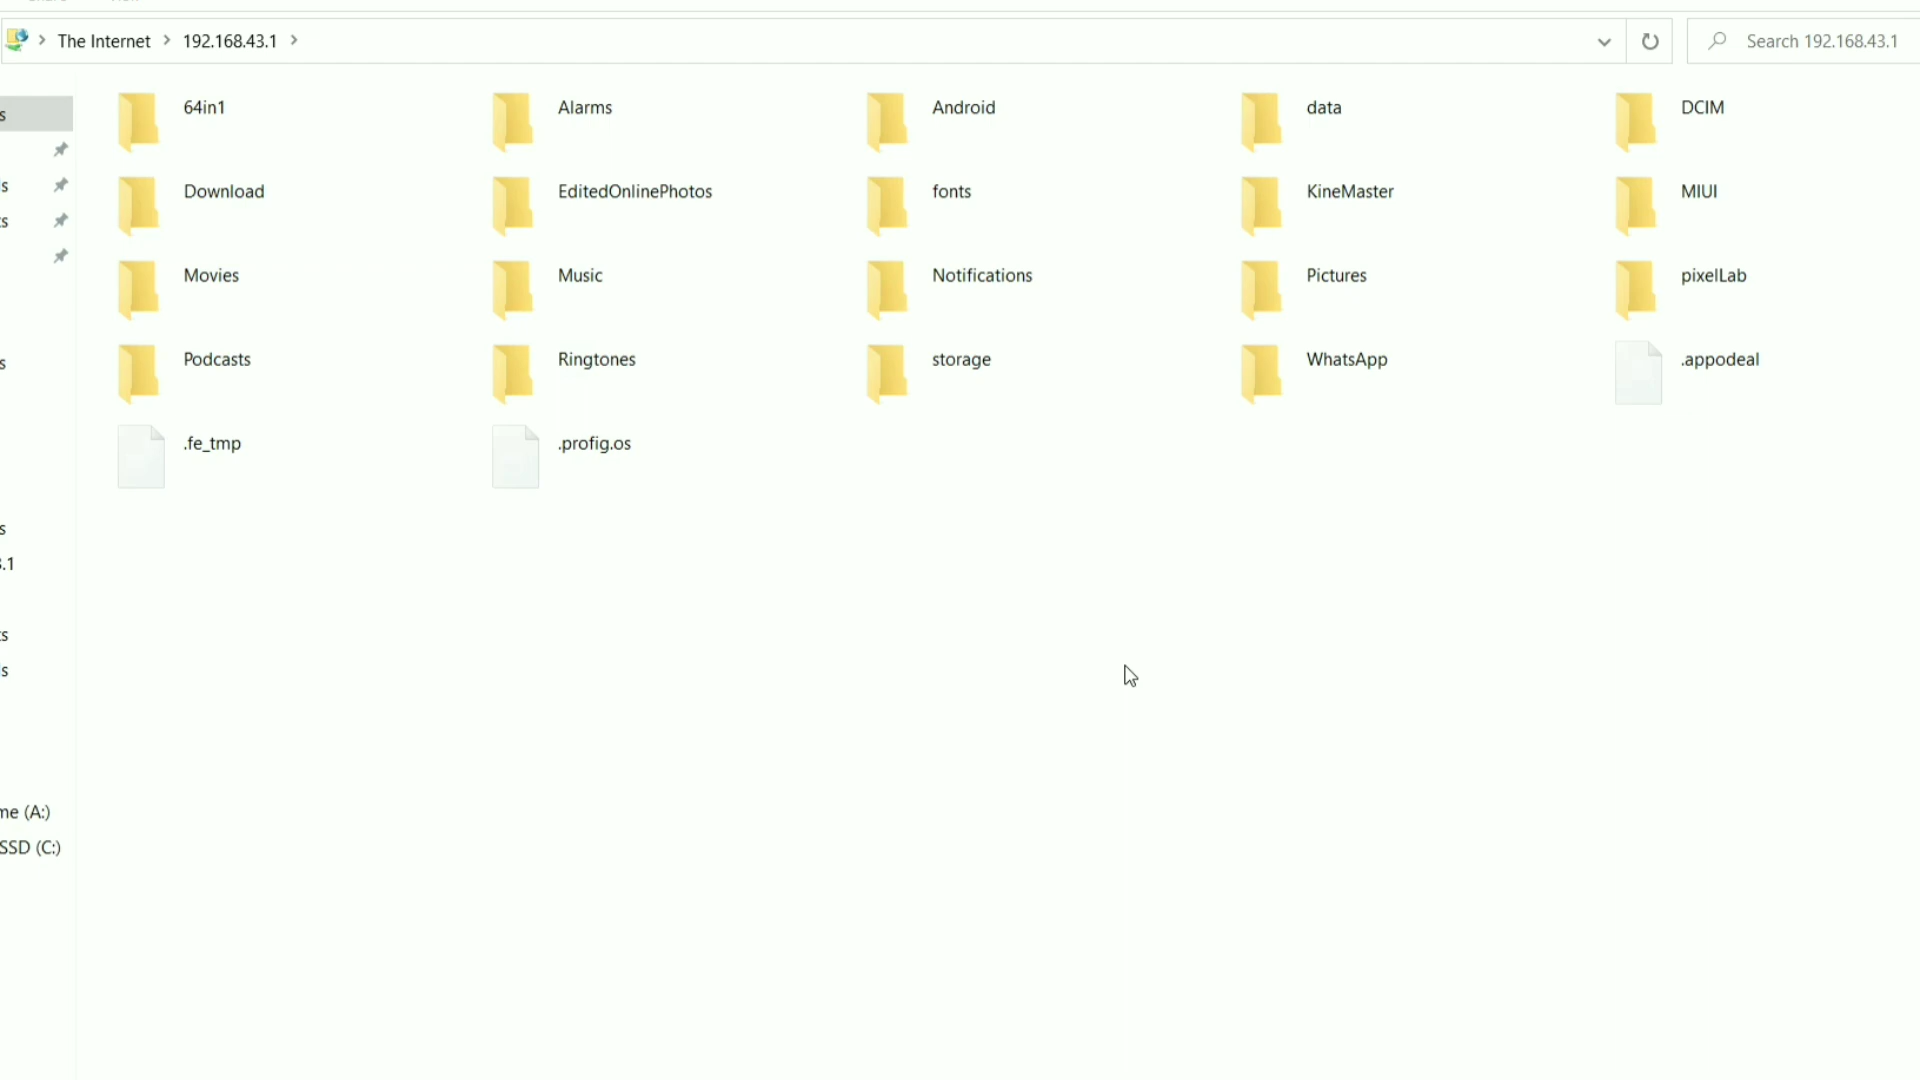 The Internet 192.168.43.1 Search 192.168.43.1
64in1 Alarms Android data DCIM
Download EditedOnlinePhotos fonts KineMaster MIUI
Movies Music Notifications Pictures pixelLab
Podcasts Ringtones storage WhatsApp .appodeal
.fe_tmp .profig.os
(A:)
SSD (C:)